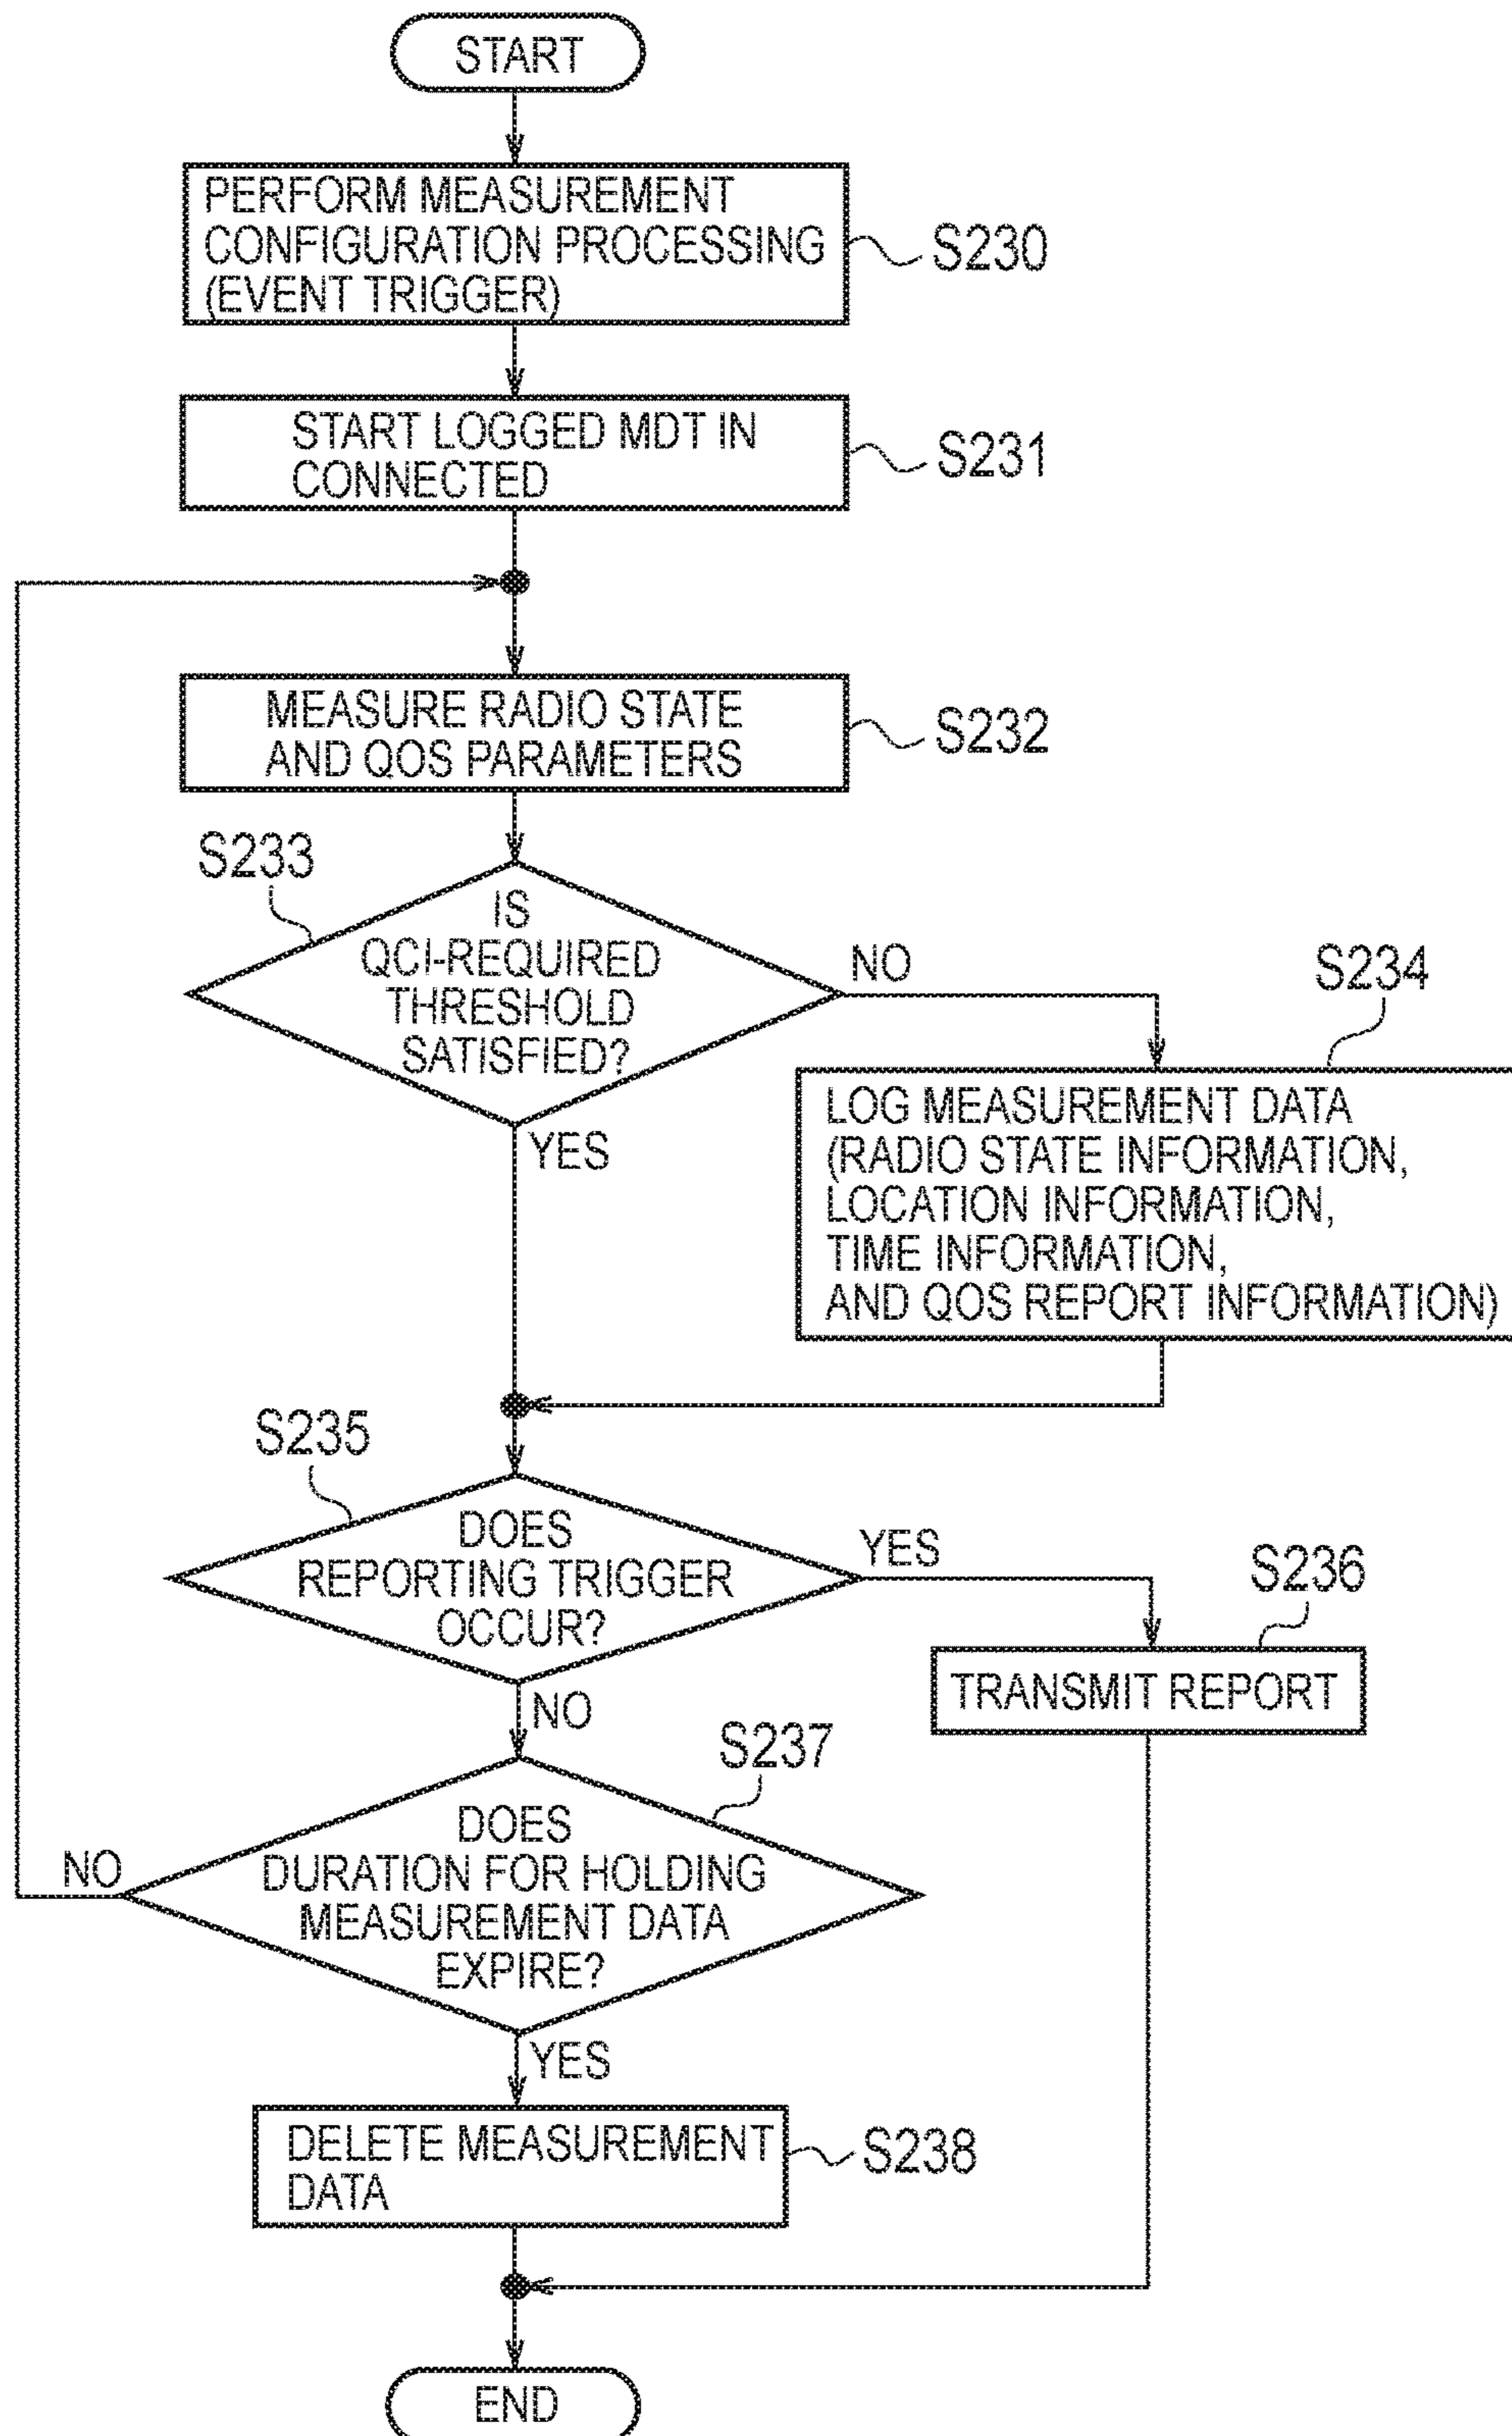 START
PERFORM MEASUREMENT
CONFIGURATION PROCESSING
(EVENT TRIGGER)
S230
START LOGGED MDT IN
CONNECTED
S231
MEASURE RADIO STATE
AND QOS PARAMETERS
S232
S233
IS
QCI-REQUIRED
THRESHOLD
SATISFIED?
NO
YES
S234
LOG MEASUREMENT DATA
(RADIO STATE INFORMATION,
LOCATION INFORMATION,
TIME INFORMATION,
AND QOS REPORT INFORMATION)
S235
DOES
REPORTING TRIGGER
OCCUR?
YES
NO
S236
TRANSMIT REPORT
S237
DOES
DURATION FOR HOLDING
MEASUREMENT DATA
EXPIRE?
NO
YES
DELETE MEASUREMENT
DATA
S238
END